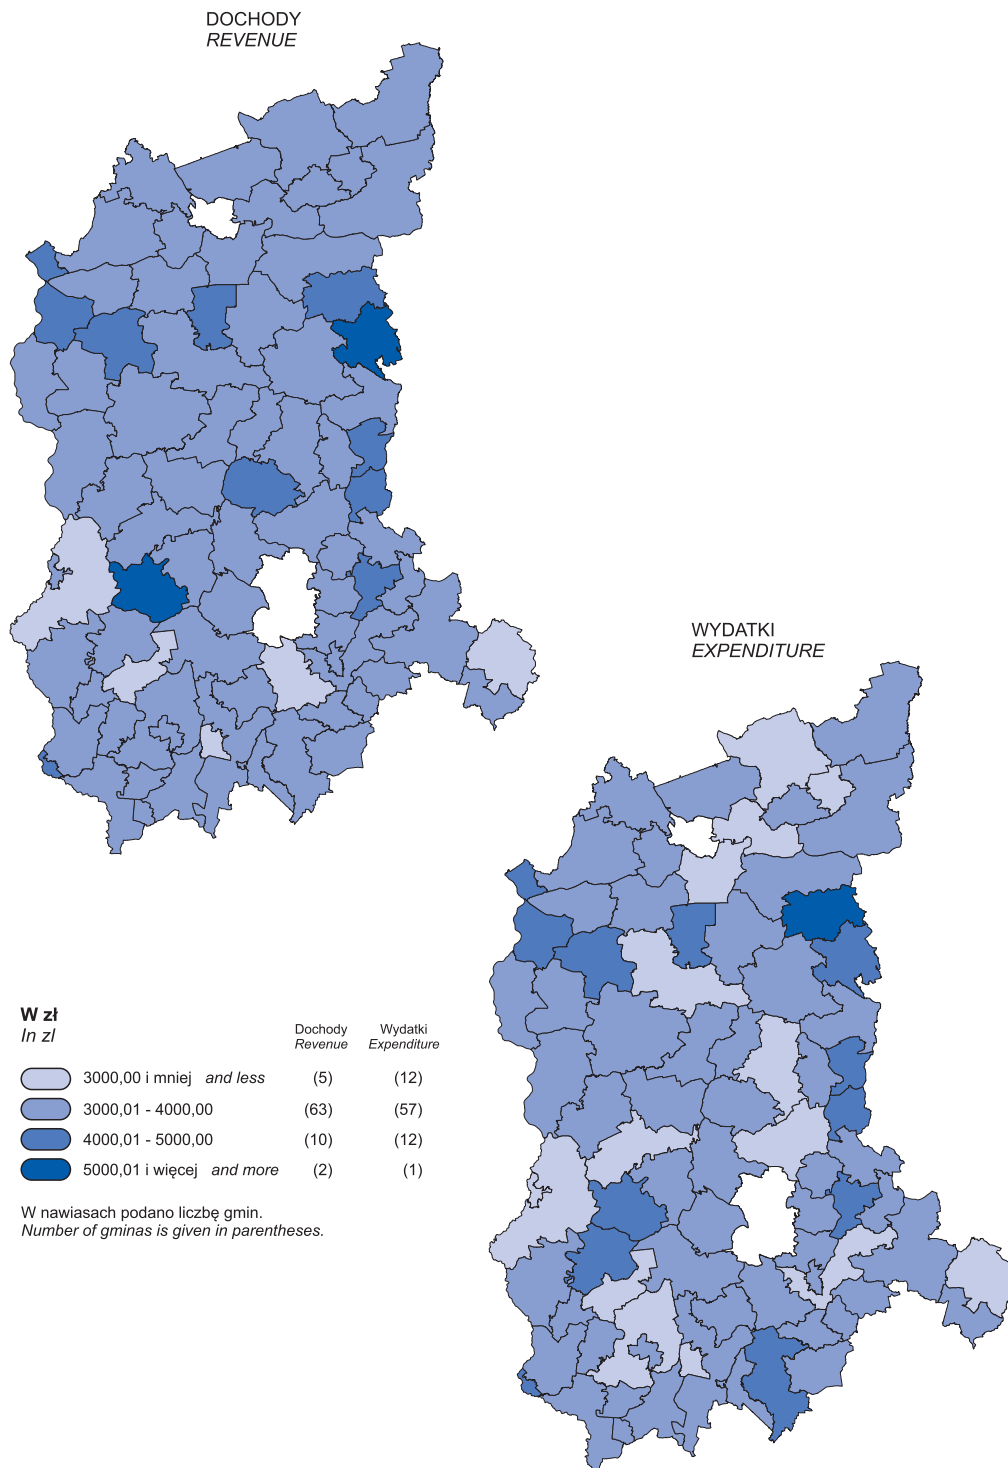 DOCHODY
REVENUE
WYDATKI
EXPENDITURE
W zł
In zl
Dochody Wydatki
Revenue Expenditure
3000,00 i mniej and less (5) (12)
3000,01 - 4000,00 (63) (57)
4000,01 - 5000,00 (10) (12)
5000,01 i więcej and more (2) (1)
W nawiasach podano liczbę gmin.
Number of gminas is given in parentheses.